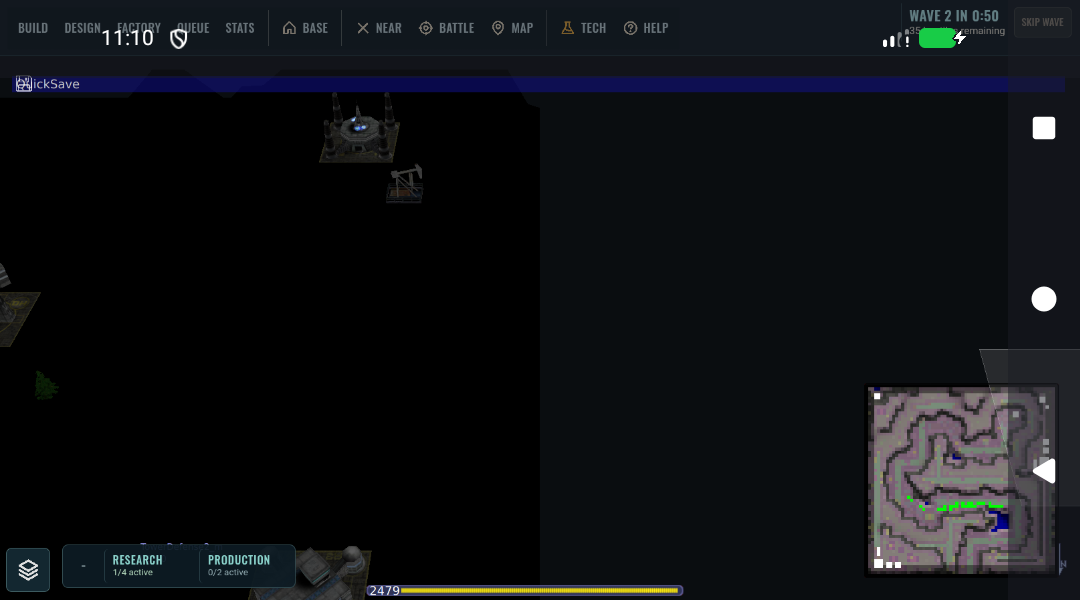 BUILD DESIGN FACTORY QUEUE STATS BASE NEAR BATTLE MAP TECH HELP
WAVE 2 IN 0:50
SKIP WAVE
remaining
11:10
QuickSave
RESEARCH
1/4 active
PRODUCTION
0/2 active
-
2479
N